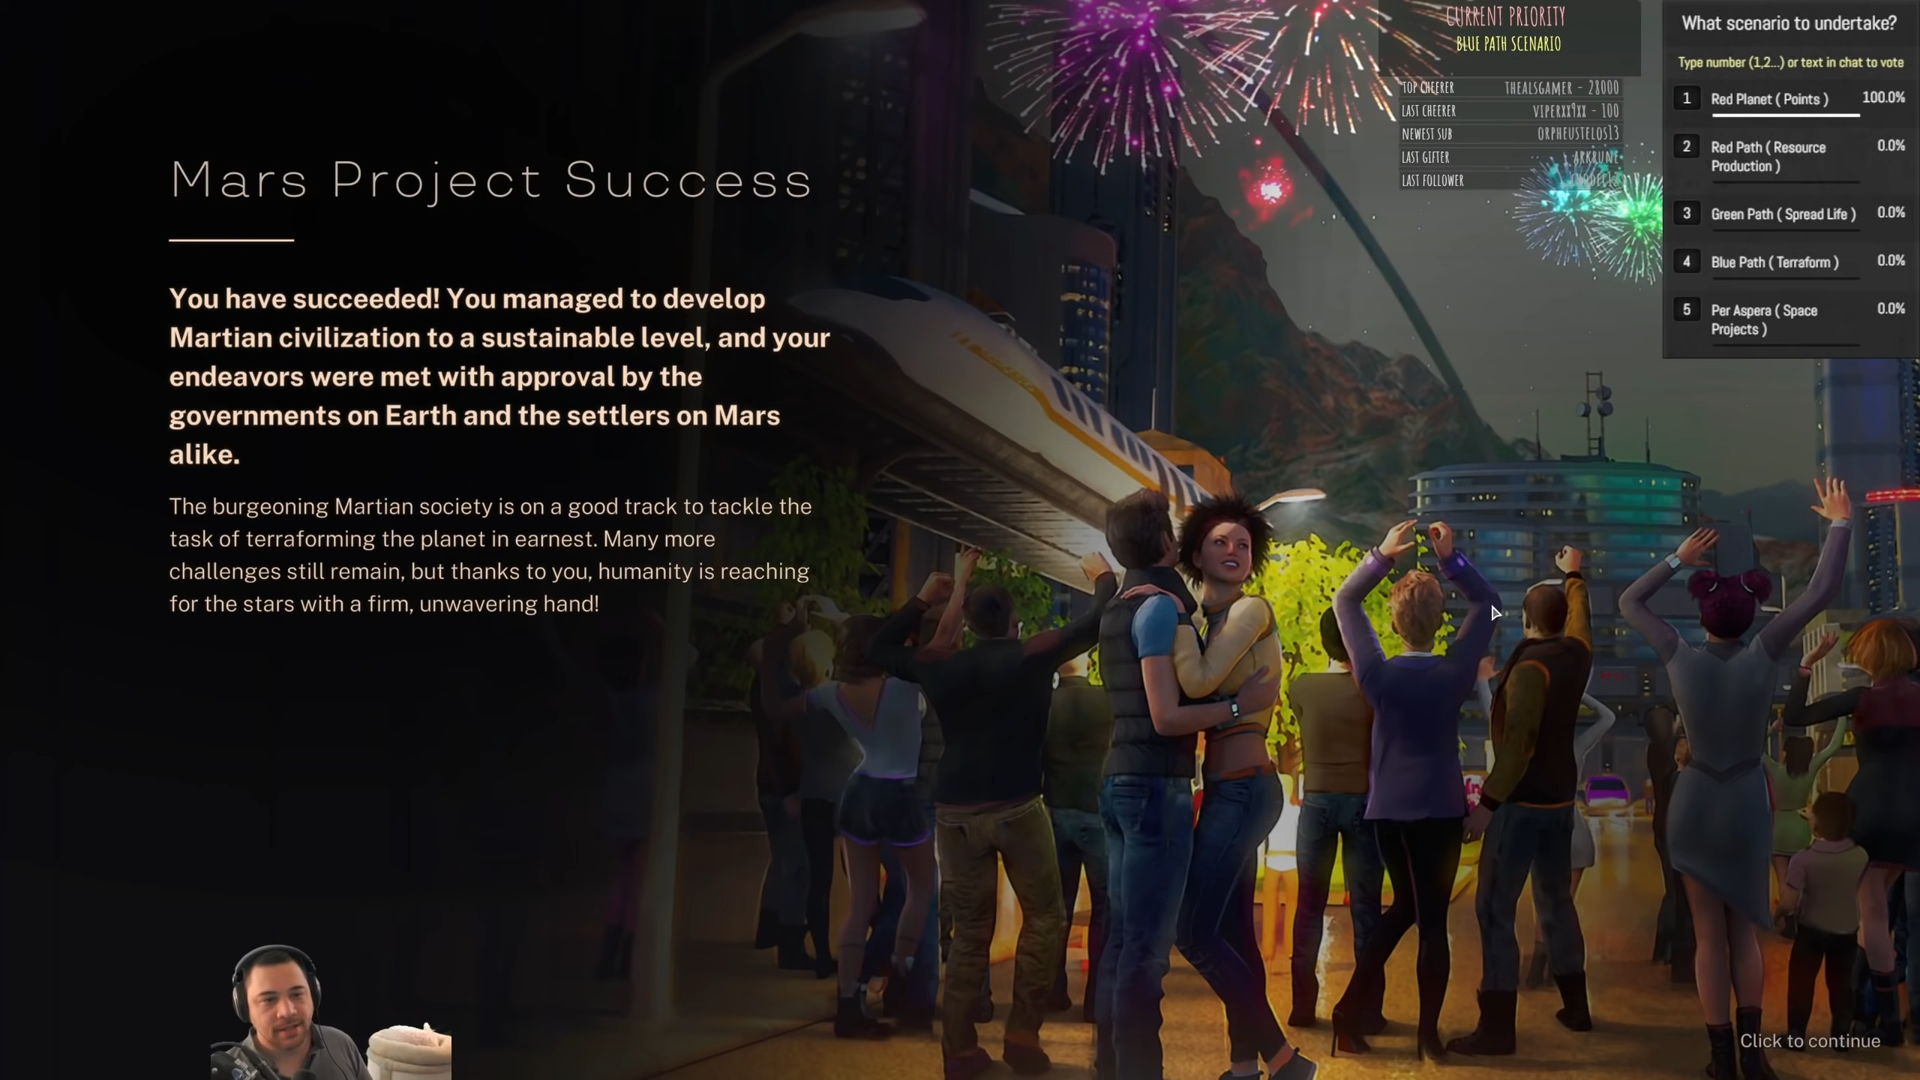 CURRENT PRIORITY
BLUE PATH SCENARIO
TOP CHEERER THEALSGAMER - 28000
LAST CHEERER VIPERXX9XX - 100
NEWEST SUB ORPHEUSTELOS13
LAST GIFTER ARKRUNE
LAST FOLLOWER
What scenario to undertake?
Type number (1,2...) or text in chat to vote
1 Red Planet ( Points ) 100.0%
2 Red Path ( Resource Production ) 0.0%
3 Green Path ( Spread Life ) 0.0%
4 Blue Path ( Terraform ) 0.0%
5 Per Aspera ( Space Projects ) 0.0%
Mars Project Success
You have succeeded! You managed to develop
Martian civilization to a sustainable level, and your
endeavors were met with approval by the
governments on Earth and the settlers on Mars
alike.
The burgeoning Martian society is on a good track to tackle the
task of terraforming the planet in earnest. Many more
challenges still remain, but thanks to you, humanity is reaching
for the stars with a firm, unwavering hand!
Click to continue